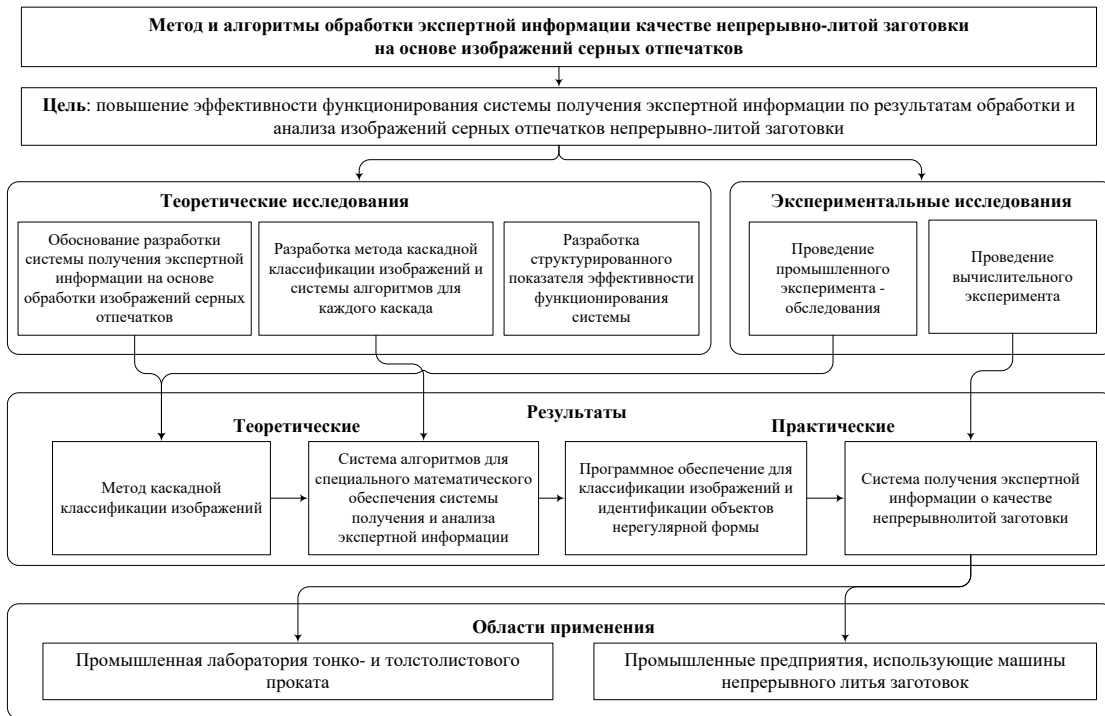 Метод и алгоритмы обработки экспертной информации качестве непрерывно-литой заготовки
на основе изображений серных отпечатков
Цель: повышение эффективности функционирования системы получения экспертной информации по результатам обработки и
анализа изображений серных отпечатков непрерывно-литой заготовки
Теоретические исследования
Обоснование разработки
системы получения экспертной
информации на основе
обработки изображений серных
отпечатков
Разработка метода каскадной
классификации изображений и
системы алгоритмов для
каждого каскада
Разработка
структурированного
показателя эффективности
функционирования
системы
Экспериментальные исследования
Проведение
промышленного
эксперимента -
обследования
Проведение
вычислительного
эксперимента
Результаты
Теоретические
Практические
Метод каскадной
классификации изображений
Система алгоритмов для
специального математического
обеспечения системы
получения и анализа
экспертной информации
Программное обеспечение для
классификации изображений и
идентификации объектов
нерегулярной формы
Система получения экспертной
информации о качестве
непрерывнолитой заготовки
Области применения
Промышленная лаборатория тонко- и толстолистового
проката
Промышленные предприятия, использующие машины
непрерывного литья заготовок